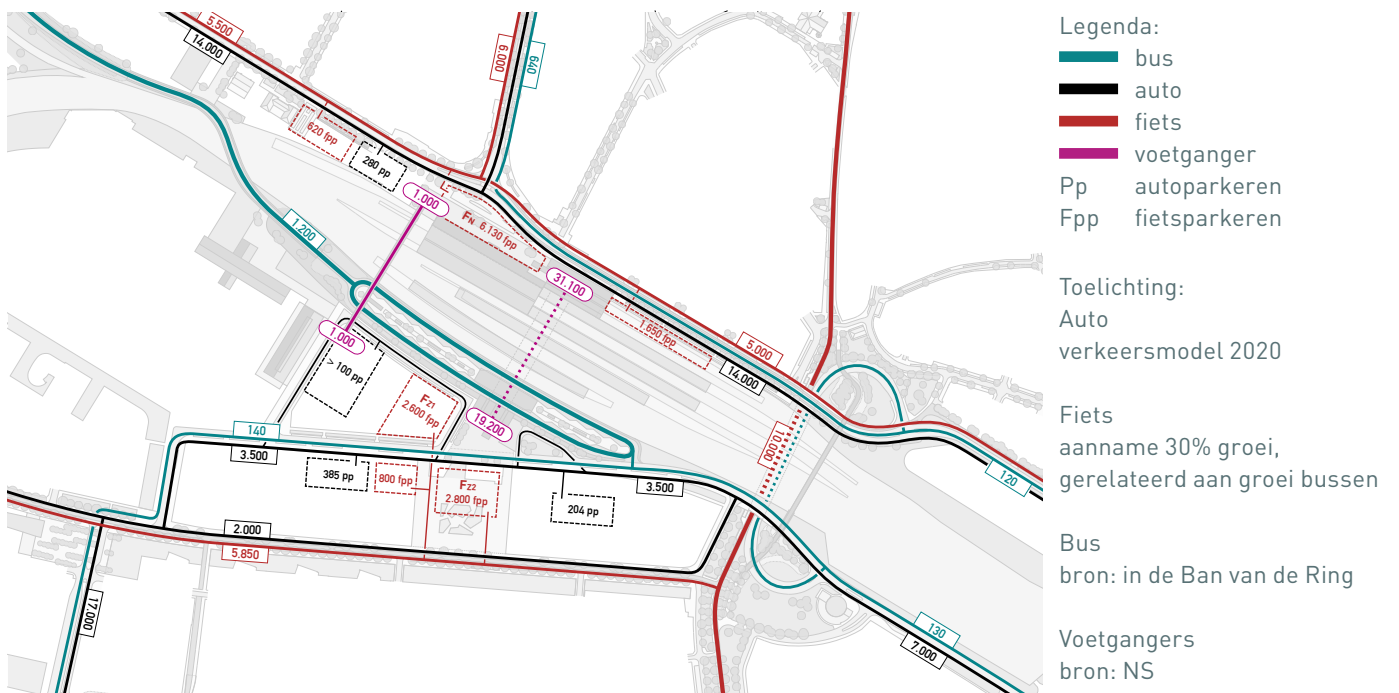 5.500
14.000
6.000
640
620 fpp
280 pp
1.000
FN 6.130 fpp
1.200
31.100
1.650 fpp
1.000
5.000
14.000
> 100 pp
FZ1
2.600 fpp
19.200
10.000
140
3.500
385 pp
800 fpp
FZ2
2.800 fpp
204 pp
3.500
120
2.000
5.850
17.000
130
7.000
Legenda:
bus
auto
fiets
voetganger
Pp autoparkeren
Fpp fietsparkeren
Toelichting:
Auto
verkeersmodel 2020
Fiets
aanname 30% groei,
gerelateerd aan groei bussen
Bus
bron: in de Ban van de Ring
Voetgangers
bron: NS